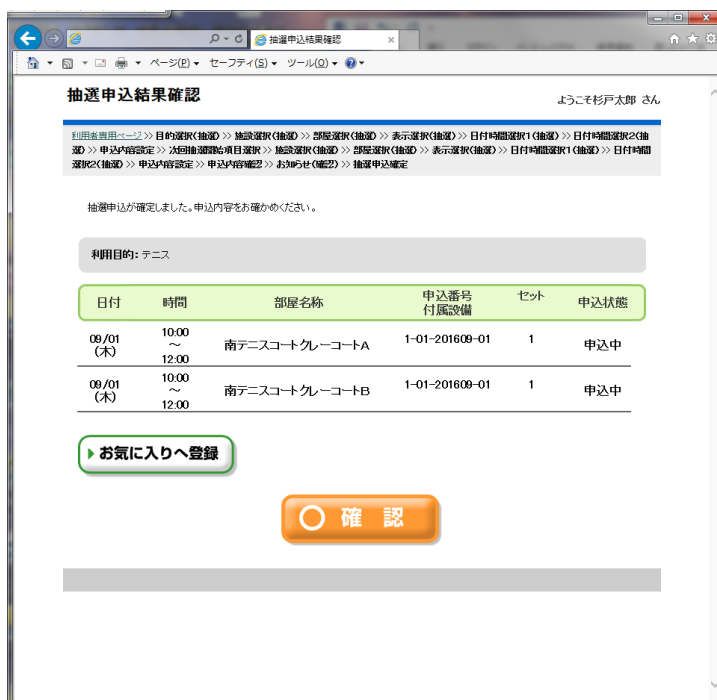 抽選申込結果確認
ページ(P) セーフティ(S) ツール(O)
抽選申込結果確認
ようこそ杉戸太郎 さん
利用者専用ページ >> 目的選択(抽選) >> 施設選択(抽選) >> 部屋選択(抽選) >> 表示選択(抽選) >> 日付時間選択1(抽選) >> 日付時間選択2(抽
選) >> 申込内容設定 >> 次回抽選開始項目選択 >> 施設選択(抽選) >> 部屋選択(抽選) >> 表示選択(抽選) >> 日付時間選択1(抽選) >> 日付時間
選択2(抽選) >> 申込内容設定 >> 申込内容確認 >> お知らせ(確認) >> 抽選申込確定
抽選申込が確定しました。申込内容をお確かめください。
利用目的: テニス
日付 時間 部屋名称 申込番号 付属設備 セット 申込状態
09/01
(木)
10:00
~
12:00
南テニスコートクレーコートA
1-01-201609-01
1
申込中
09/01
(木)
10:00
~
12:00
南テニスコートクレーコートB
1-01-201609-01
1
申込中
お気に入りへ登録
確 認